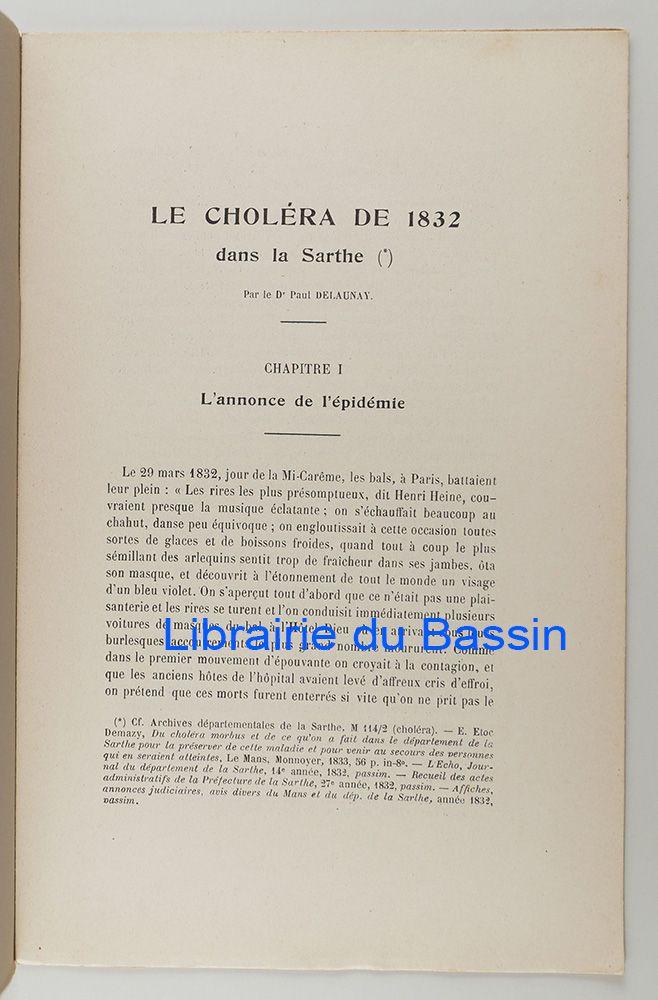 LE CHOLÉRA DE 1832
dans la Sarthe (*)
Par le Dr Paul DELAUNAY.
CHAPITRE I
L'annonce de l'épidémie
Le 29 mars 1832, jour de la Mi-Carême, les bals, à Paris, battaient
leur plein : « Les rires les plus présomptueux, dit Henri Heine, cou-
vraient presque la musique éclatante ; on s'échauffait beaucoup au
chahut, danse peu équivoque ; on engloutissait à cette occasion toutes
sortes de glaces et de boissons froides, quand tout à coup le plus
sémillant des arlequins sentit trop de fraîcheur dans ses jambes, ôta
son masque, et découvrit à l'étonnement de tout le monde un visage
d'un bleu violet. On s'aperçut tout d'abord que ce n'était pas une plai-
santerie et les rires se turent et l'on conduisit immédiatement plusieurs
voitures de masques du bal à l'Hôtel-Dieu
Librairie du Bassin
burlesques plus grand nombre moururent. Comme
dans le premier mouvement d'épouvante on croyait à la contagion, et
que les anciens hôtes de l'hôpital avaient levé d'affreux cris d'effroi,
on prétend que ces morts furent enterrés si vite qu'on ne prit pas le
(*) Cf. Archives départementales de la Sarthe, M 114/2 (choléra). — E. Etoc
Demazy, Du cholera morbus et de ce qu'on a fait dans le département de la
Sarthe pour la préserver de cette maladie et pour venir au secours des personnes
qui en seraient atteintes, Le Mans, Monnoyer, 1833, 56 p. in-8º. — L'Echo, Jour-
nal du département de la Sarthe, 14e année, 1832, passim. — Recueil des actes
administratifs de la Préfecture de la Sarthe, 27e année, 1832, passim. — Affiches,
annonces judiciaires, avis divers du Mans et du dép. de la Sarthe, année 1832,
passim.